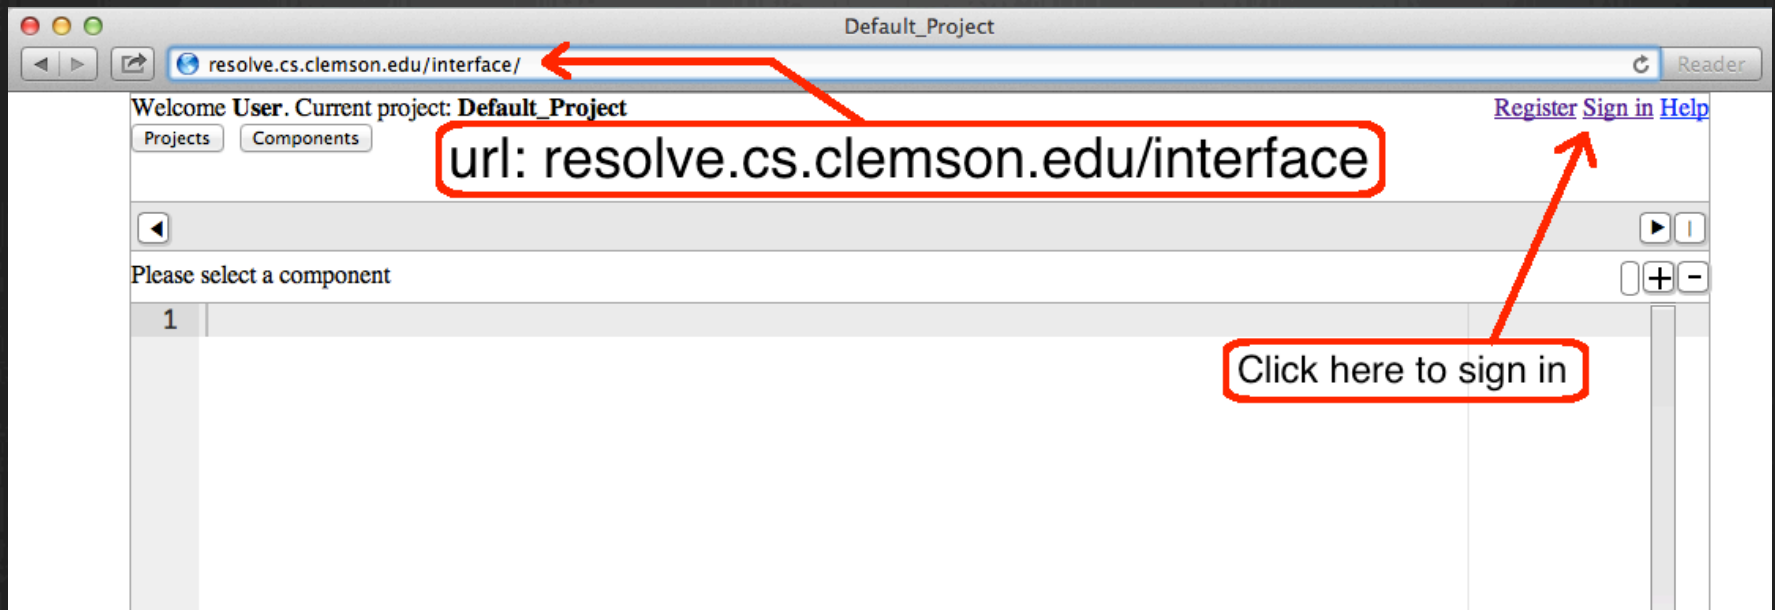 Default_Project
resolve.cs.clemson.edu/interface/
Reader
Welcome User. Current project: Default_Project
Register Sign in Help
Projects Components
url: resolve.cs.clemson.edu/interface
Please select a component
+ -
1
Click here to sign in